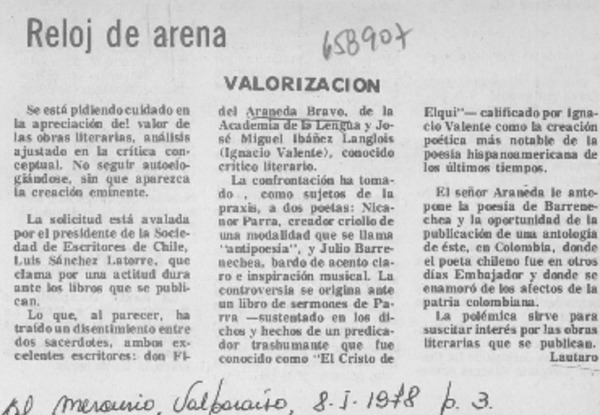 Reloj de arena
658907
VALORIZACION
Se está pidiendo cuidado en
la apreciación del valor de
las obras literarias, análisis
ajustado en la crítica con-
ceptual. No seguir autoelo-
giándose, sin que aparezca
la creación eminente.
La solicitud está avalada
por el presidente de la Socie-
dad de Escritores de Chile,
Luis Sánchez Latorre, que
clama por una actitud dura
ante los libros que se publi-
can.
Lo que, al parecer, ha
traído un disentimiento entre
dos sacerdotes, ambos ex-
celentes escritores: don Fi-
del Araneda Bravo, de la
Academia de la Lengua y Jo-
sé Miguel Ibáñez Langlois
(Ignacio Valente), conocido
crítico literario.
La confrontación ha toma-
do , como sujetos de la
praxis, a dos poetas: Nica-
nor Parra, creador criollo de
una modalidad que se llama
"antipoesía", y Julio Barre-
nechea, bardo de acento cla-
ro e inspiración musical. La
controversia se origina ante
un libro de sermones de Pa-
rra —sustentado en los di-
chos y hechos de un predica-
dor trashumante que fue
conocido como "El Cristo de
Elqui"— calificado por Igna-
cio Valente como la creación
poética más notable de la
poesía hispanoamericana de
los últimos tiempos.
El señor Araneda le ante-
pone la poesía de Barrene-
chea y la oportunidad de la
publicación de una antología
de éste, en Colombia, donde
el poeta chileno fue en otros
días Embajador y donde se
enamoró de los afectos de la
patria colombiana.
La polémica sirve para
suscitar interés por las obras
literarias que se publican.
Lautaro
El Mercurio, Valparaíso, 8-I-1978 p. 3.